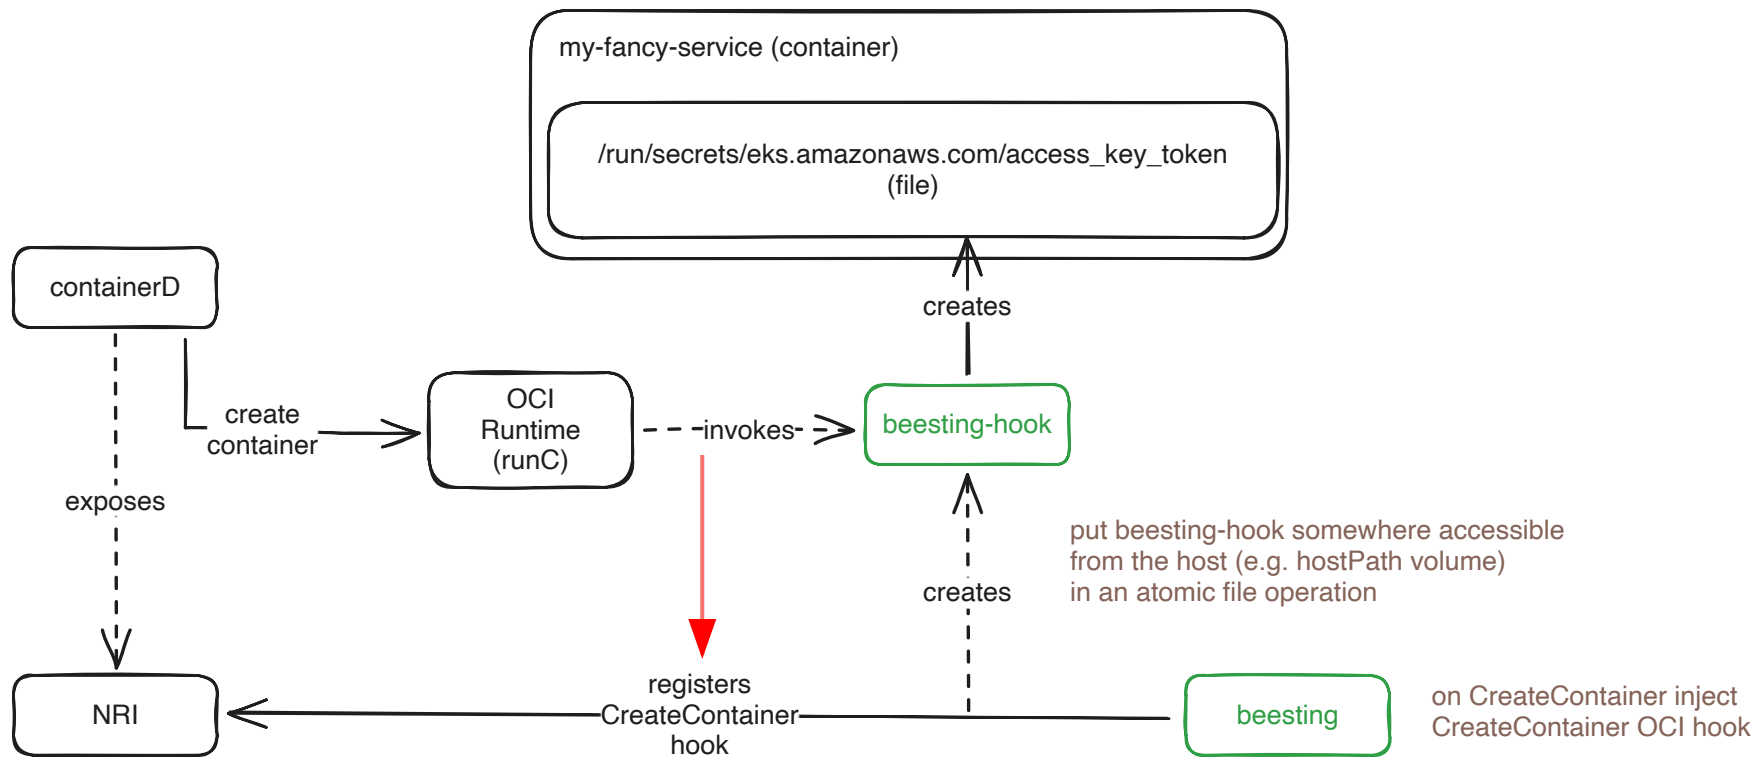 my-fancy-service (container)
/run/secrets/eks.amazonaws.com/access_key_token
(file)
containerD
creates
create
container
OCI
Runtime
(runC)
invokes
beesting-hook
exposes
put beesting-hook somewhere accessible
from the host (e.g. hostPath volume)
in an atomic file operation
creates
NRI
registers
CreateContainer
hook
beesting
on CreateContainer inject
CreateContainer OCI hook